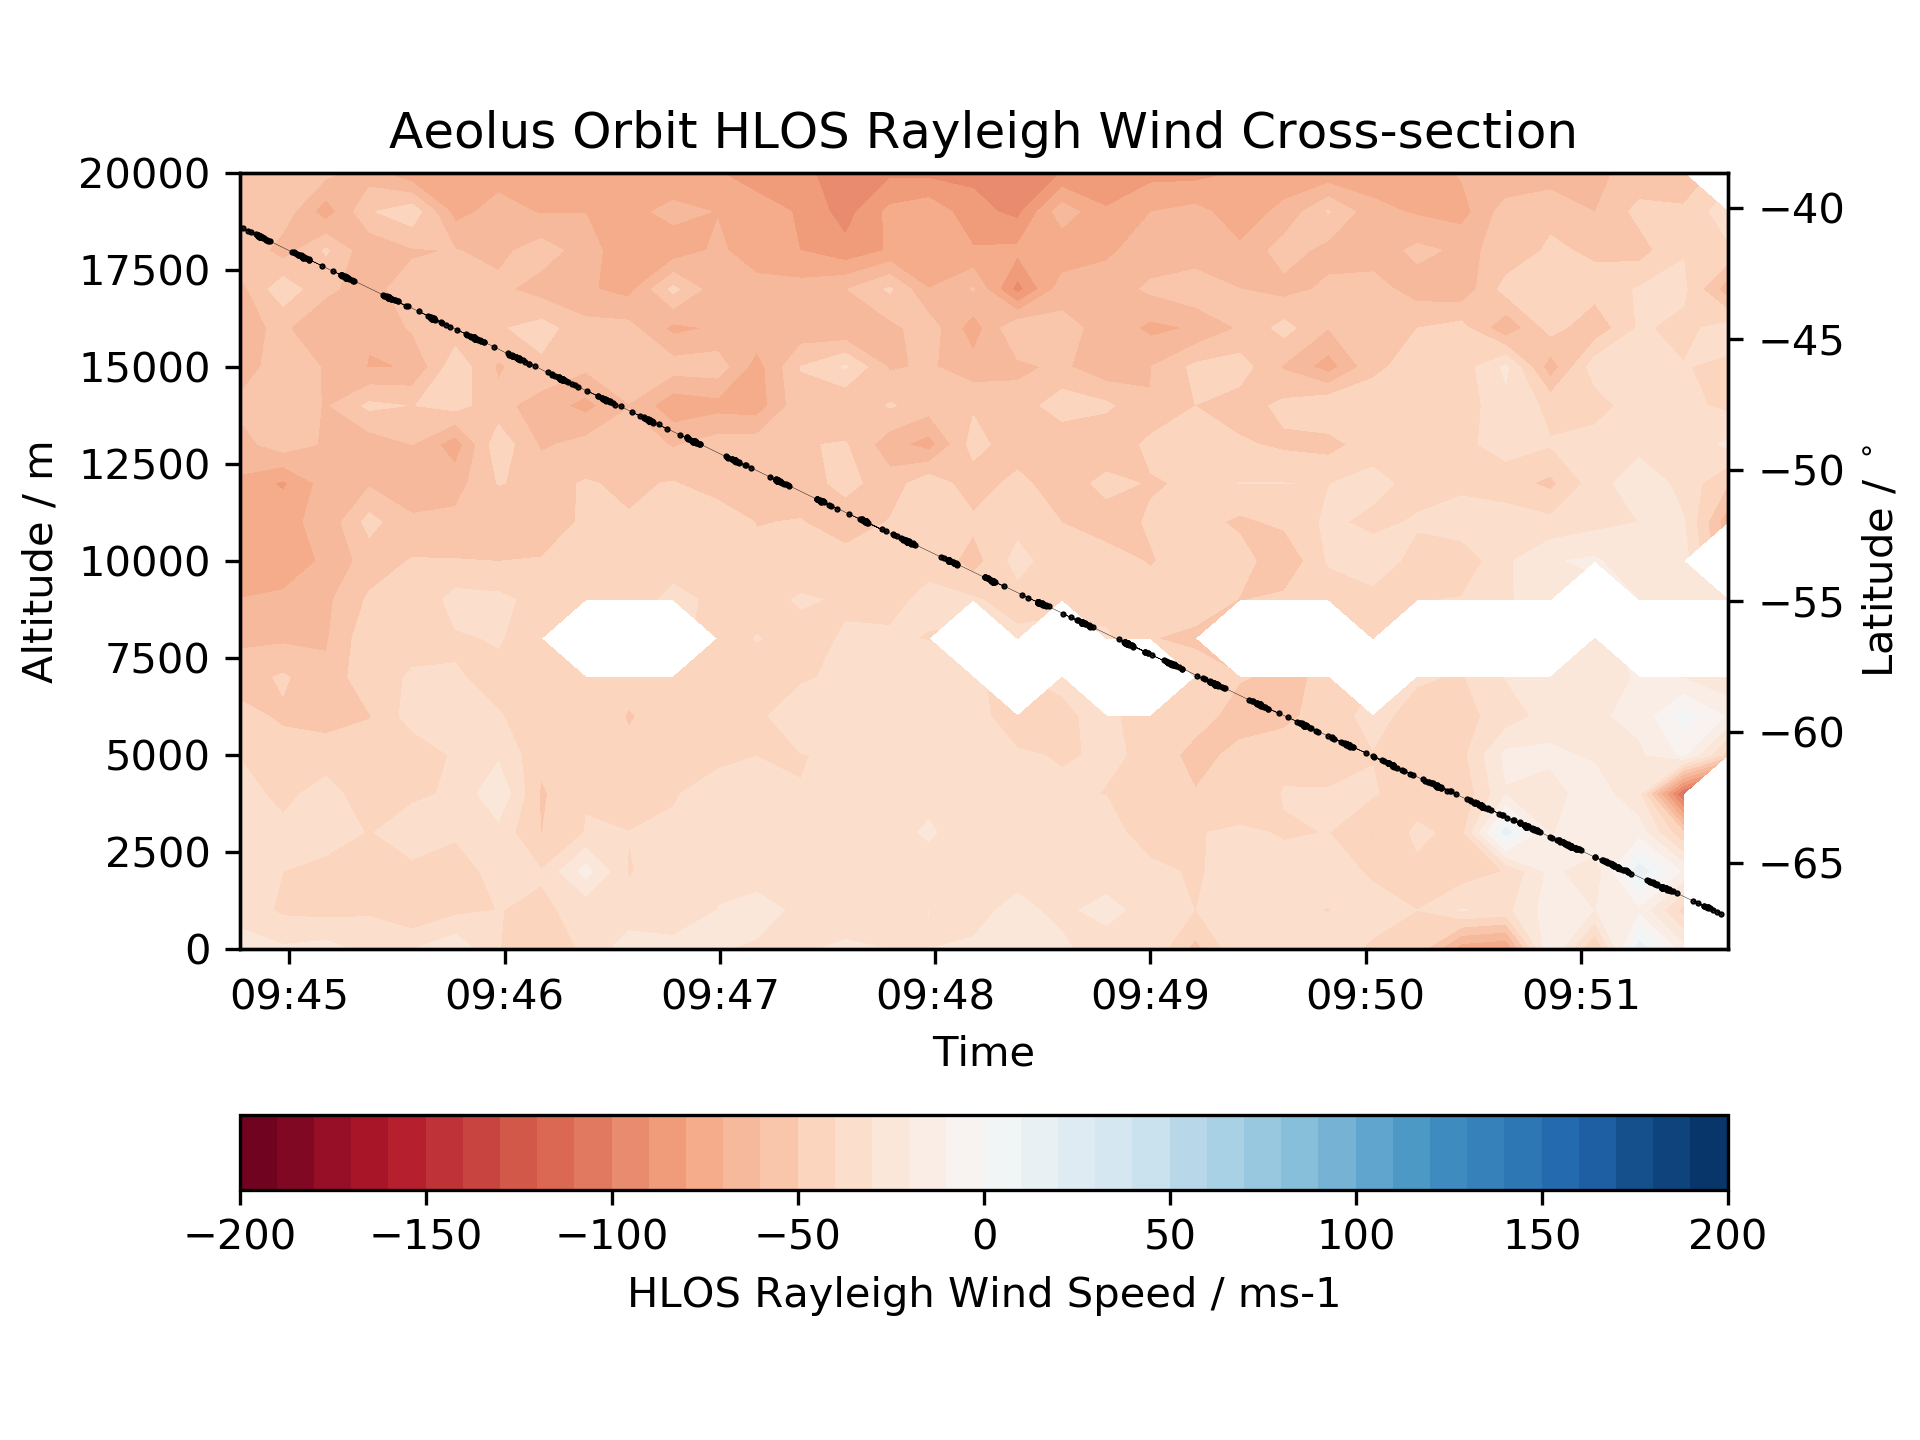 Aeolus Orbit HLOS Rayleigh Wind Cross-section
20000
17500
15000
12500
10000
7500
5000
2500
0
Altitude / m
−40
−45
−50
−55
−60
−65
Latitude / °
09:45 09:46 09:47 09:48 09:49 09:50 09:51
Time
−200 −150 −100 −50 0 50 100 150 200
HLOS Rayleigh Wind Speed / ms-1